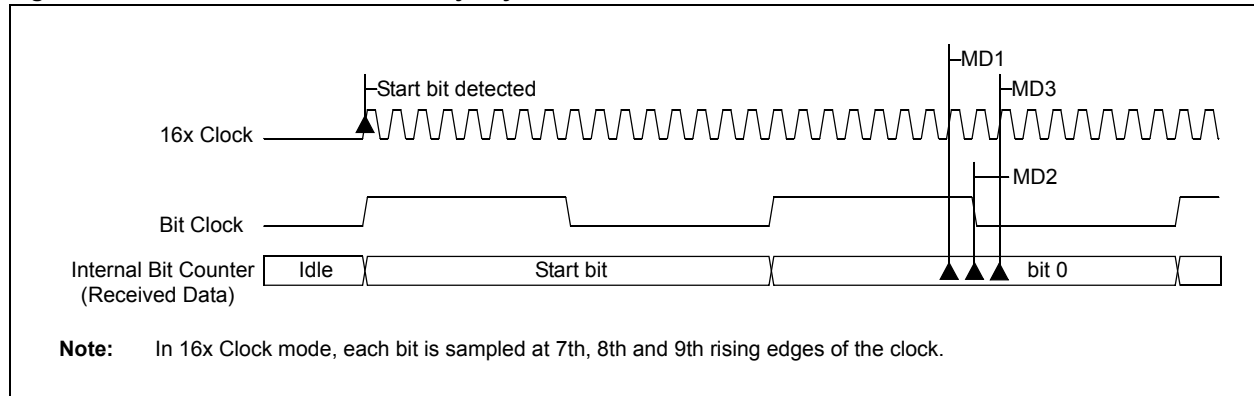 MD1
Start bit detected
MD3
16x Clock
MD2
Bit Clock
Internal Bit Counter
(Received Data)
Idle
Start bit
bit 0
Note: In 16x Clock mode, each bit is sampled at 7th, 8th and 9th rising edges of the clock.